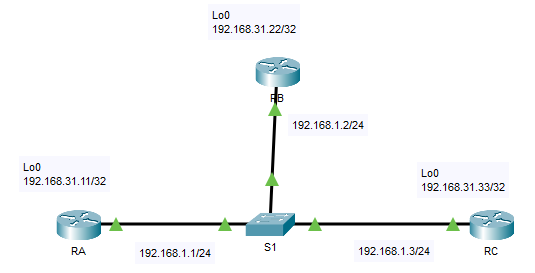 Lo0
192.168.31.22/32
RB
192.168.1.2/24
Lo0
192.168.31.11/32
Lo0
192.168.31.33/32
RA
192.168.1.1/24
S1
192.168.1.3/24
RC